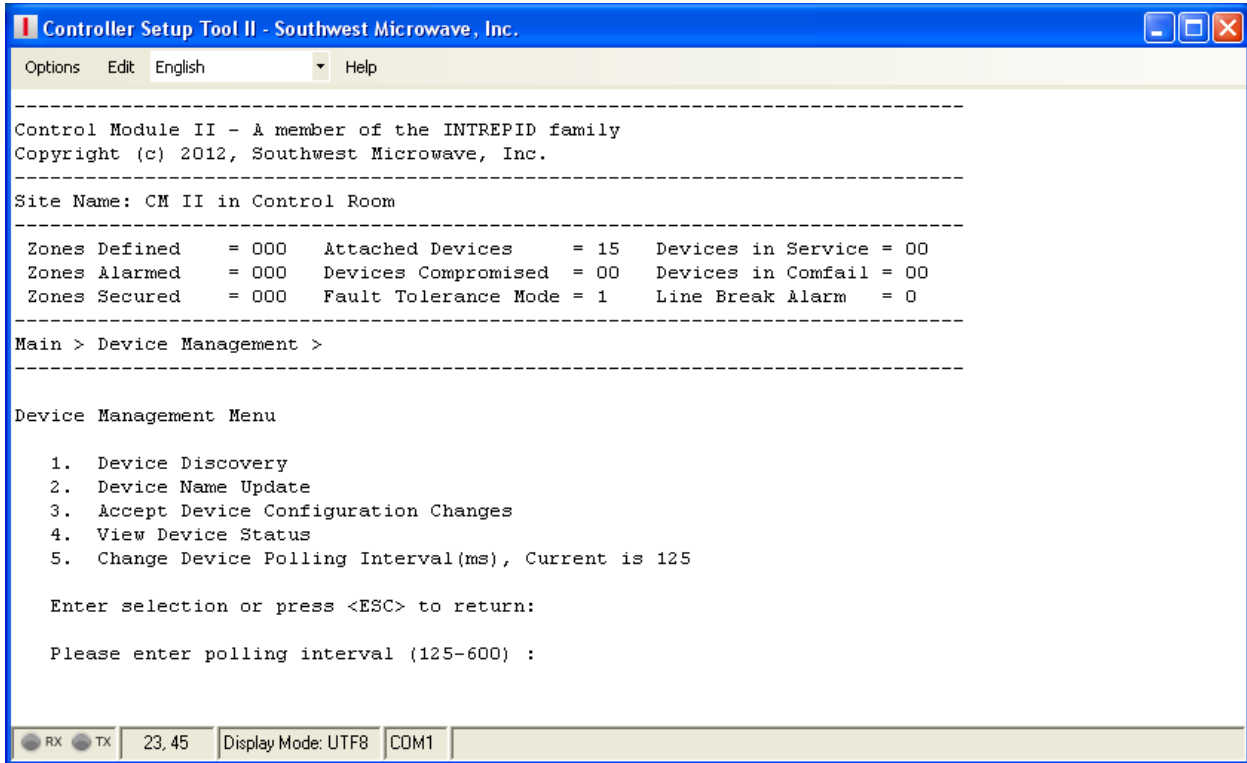 Controller Setup Tool II - Southwest Microwave, Inc.
Options Edit English Help
--------------------------------------------------------------------------------
Control Module II - A member of the INTREPID family
Copyright (c) 2012, Southwest Microwave, Inc.
--------------------------------------------------------------------------------
Site Name: CM II in Control Room
--------------------------------------------------------------------------------
Zones Defined = 000 Attached Devices = 15 Devices in Service = 00
Zones Alarmed = 000 Devices Compromised = 00 Devices in Comfail = 00
Zones Secured = 000 Fault Tolerance Mode = 1 Line Break Alarm = 0
--------------------------------------------------------------------------------
Main > Device Management >
--------------------------------------------------------------------------------
Device Management Menu
1. Device Discovery
2. Device Name Update
3. Accept Device Configuration Changes
4. View Device Status
5. Change Device Polling Interval(ms), Current is 125
Enter selection or press <ESC> to return:
Please enter polling interval (125-600) :
RX TX 23, 45 Display Mode: UTF8 COM1